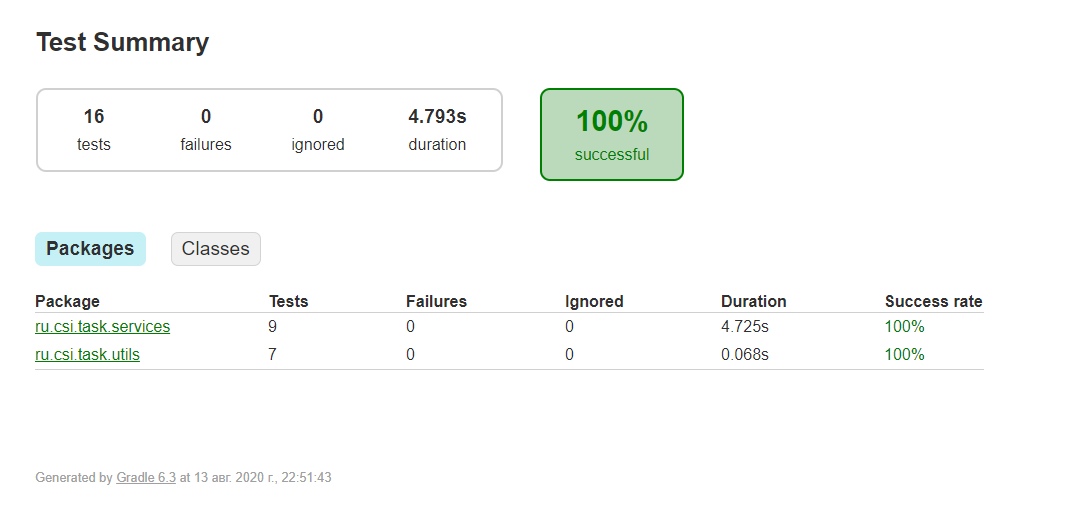 Test Summary
16 0 0 4.793s
tests failures ignored duration
100%
successful
Packages Classes
Package Tests Failures Ignored Duration Success rate
ru.csi.task.services 9 0 0 4.725s 100%
ru.csi.task.utils 7 0 0 0.068s 100%
Generated by Gradle 6.3 at 13 авг. 2020 г., 22:51:43